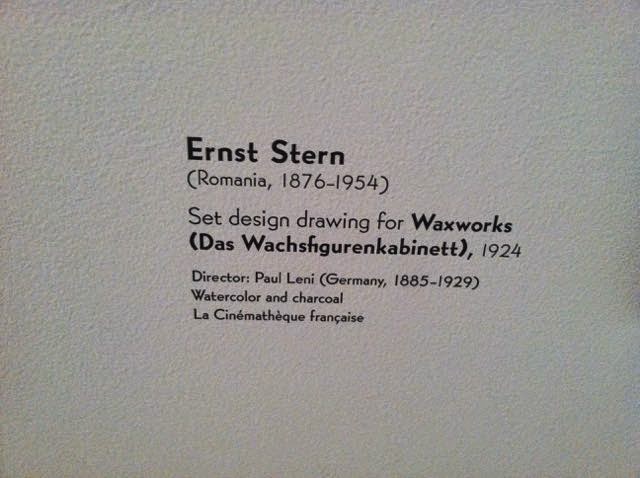 Ernst Stern
(Romania, 1876–1954)
Set design drawing for Waxworks
(Das Wachsfigurenkabinett), 1924
Director: Paul Leni (Germany, 1885–1929)
Watercolor and charcoal
La Cinémathèque française